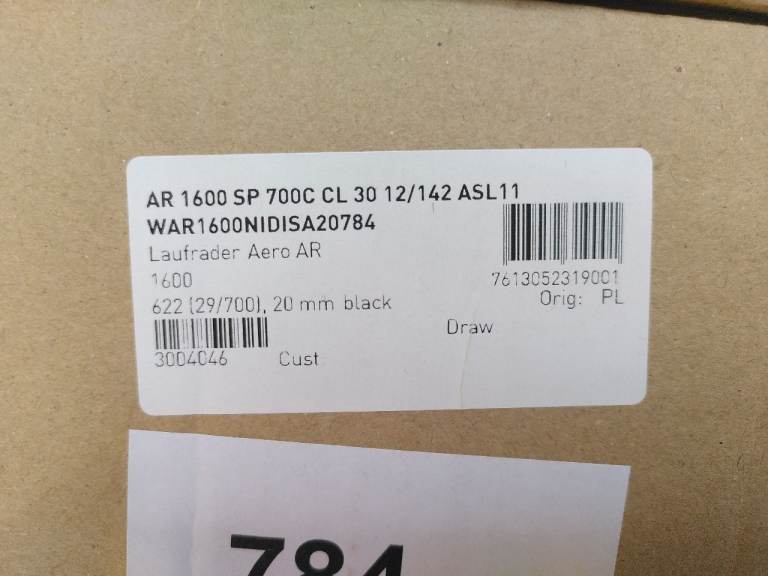 AR 1600 SP 700C CL 30 12/142 ASL11
WAR1600NIDISA20784
Laufrader Aero AR
1600
7613052319001
622 (29/700), 20 mm black
Orig: PL
Draw
3004046
Cust
784